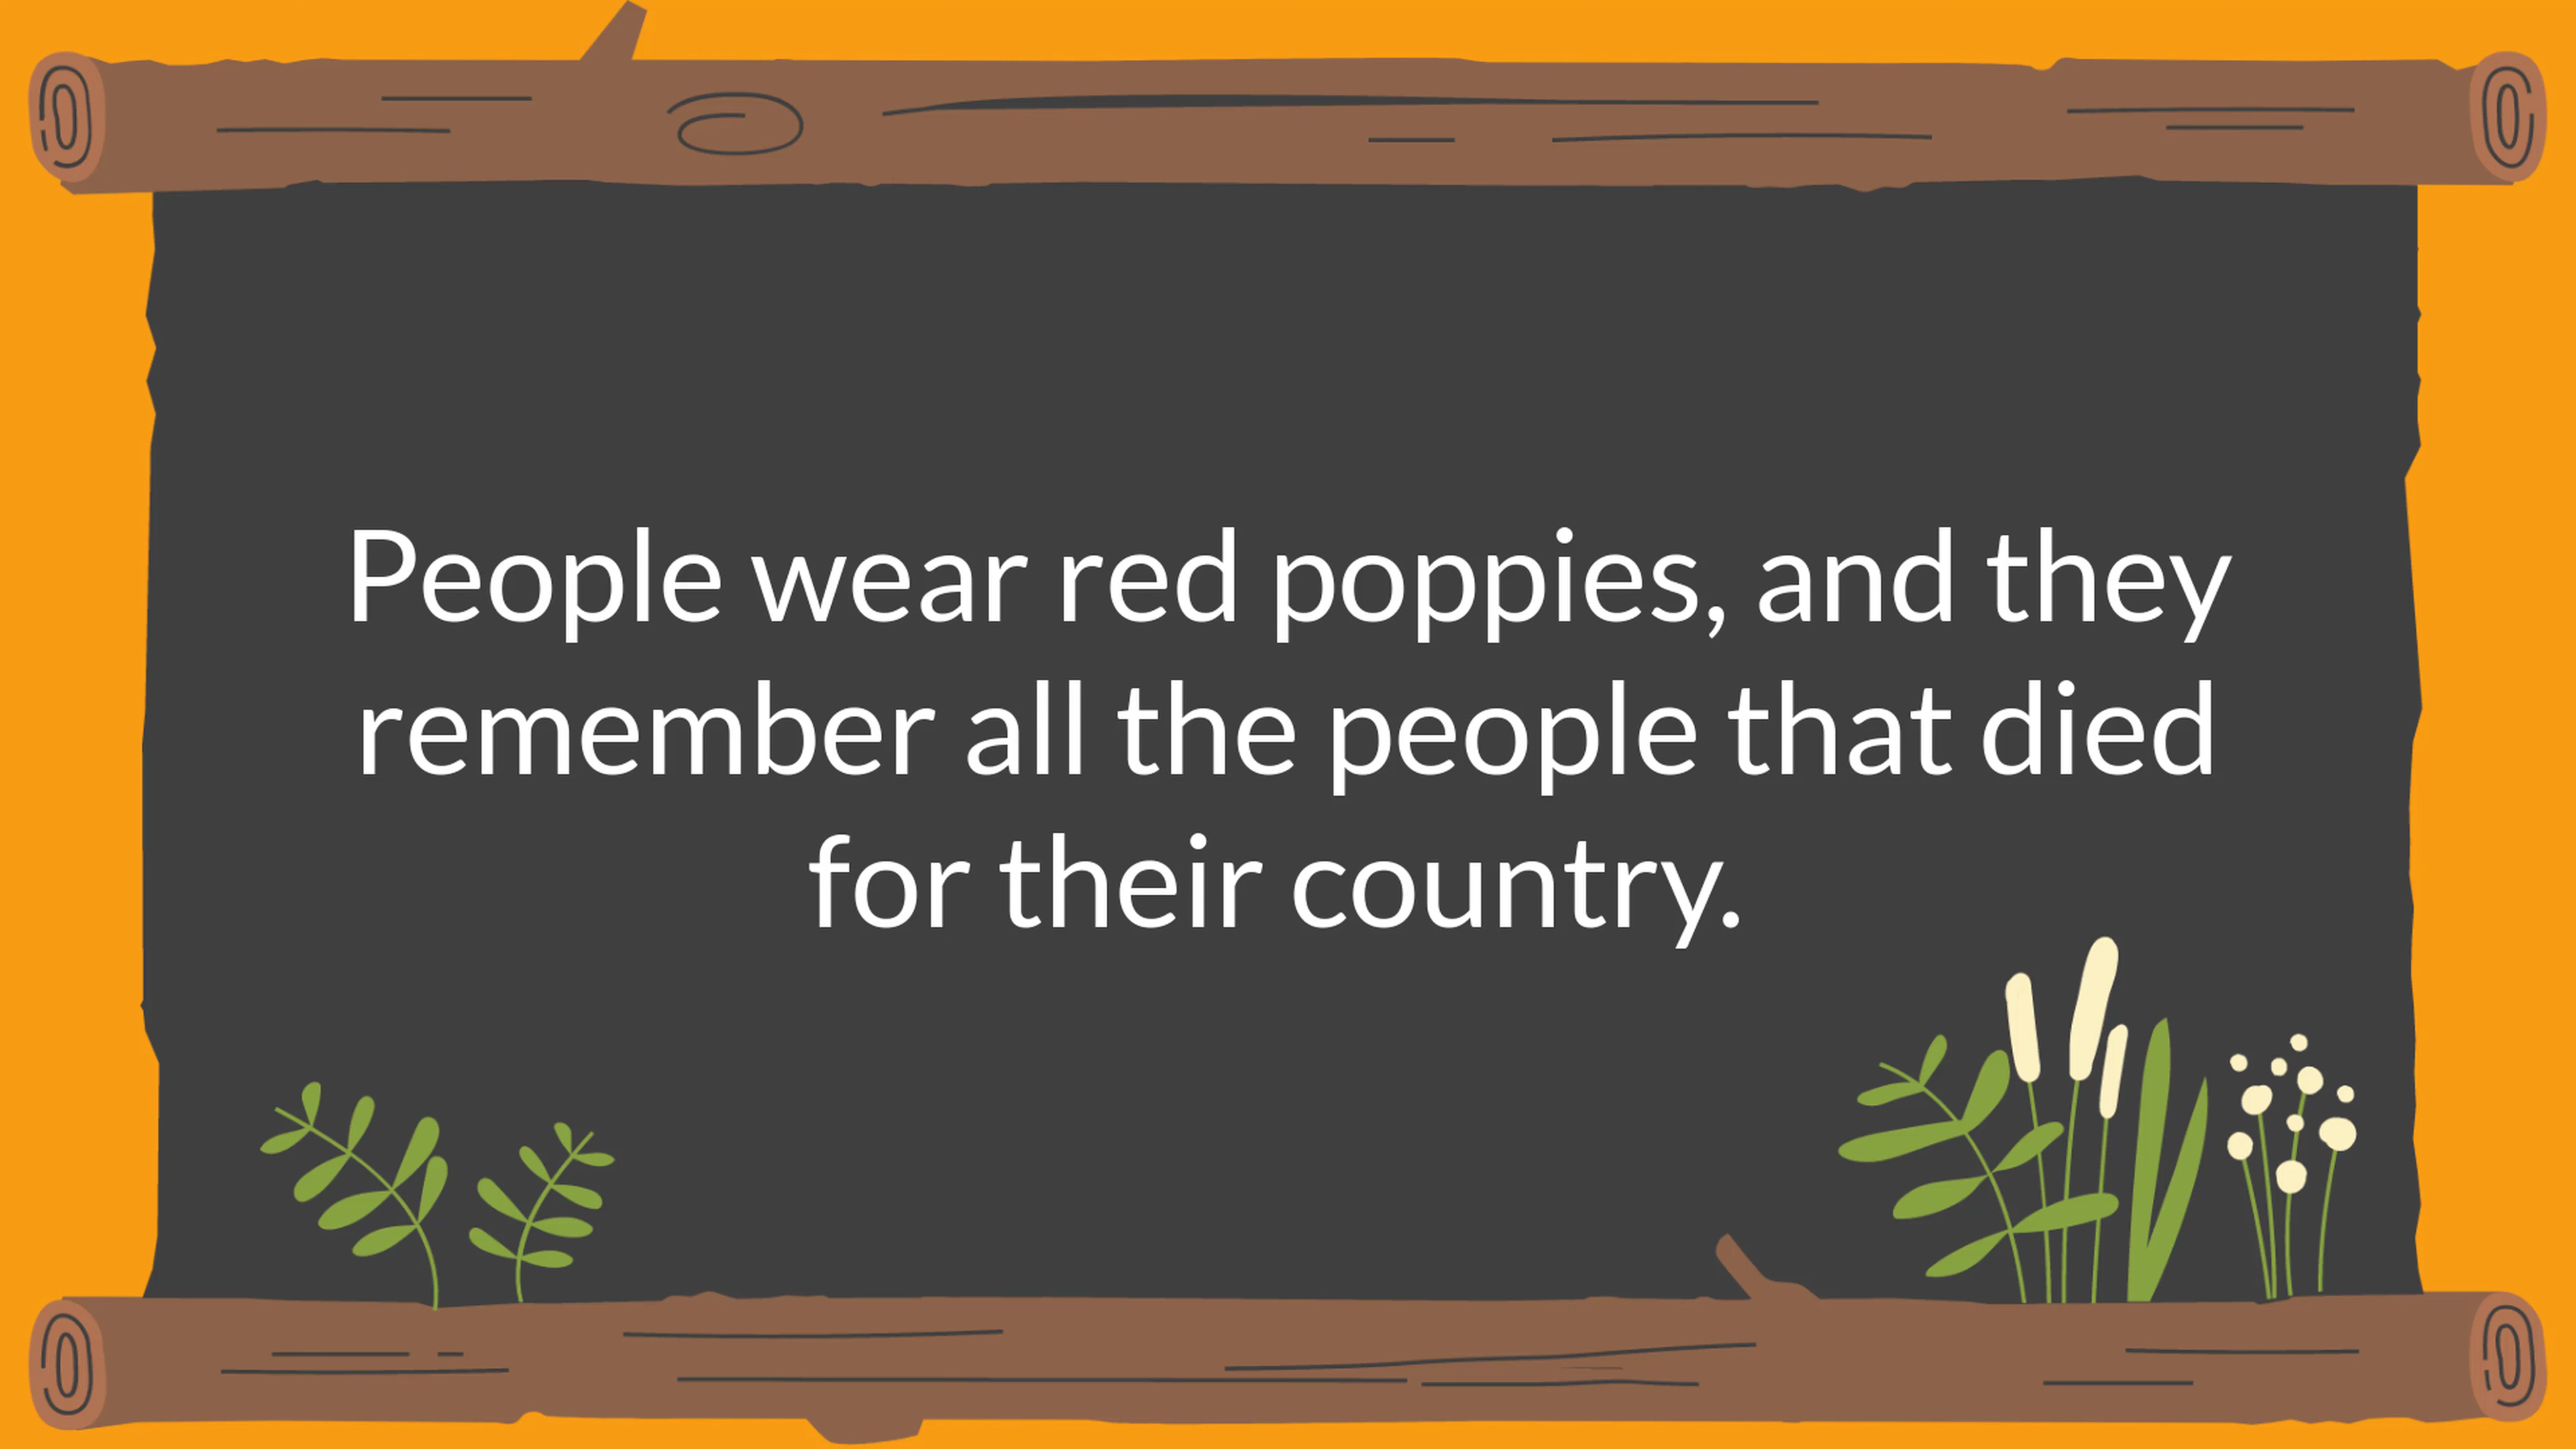 People wear red poppies, and they
remember all the people that died
for their country.